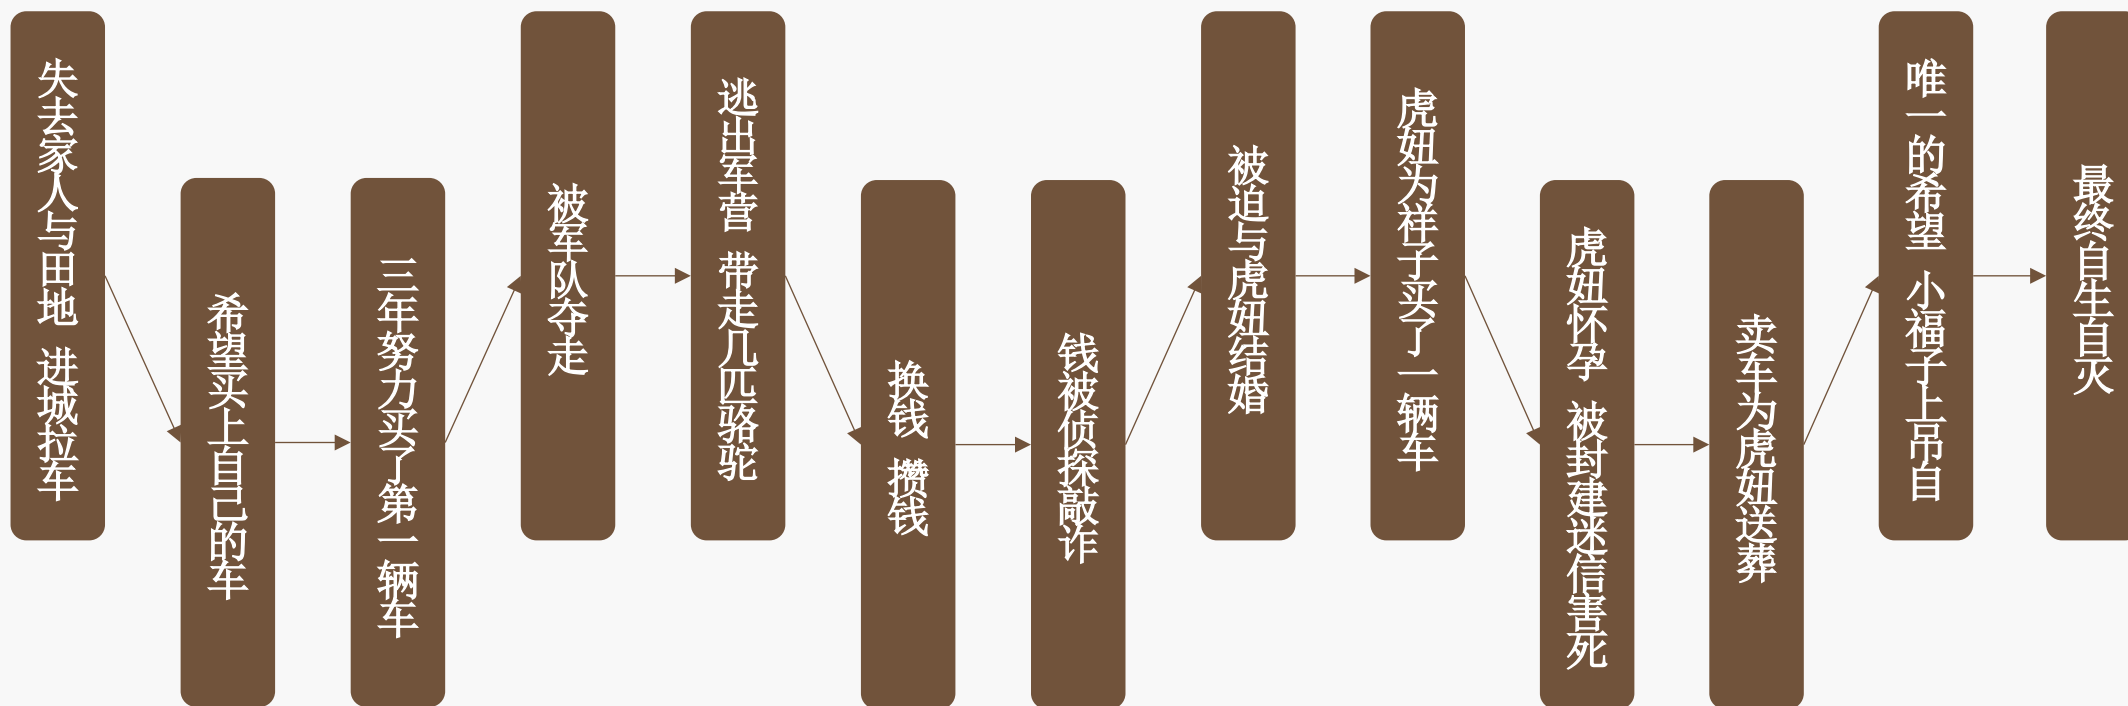 失去家人与田地 进城拉车
希望买上自己的车
三年努力买了第一辆车
被军队夺走
逃出军营 带走几匹骆驼
换钱 攒钱
钱被侦探敲诈
被迫与虎妞结婚
虎妞为祥子买了一辆车
虎妞怀孕 被封建迷信害死
卖车为虎妞送葬
唯一的希望 小福子上吊自
最终自生自灭